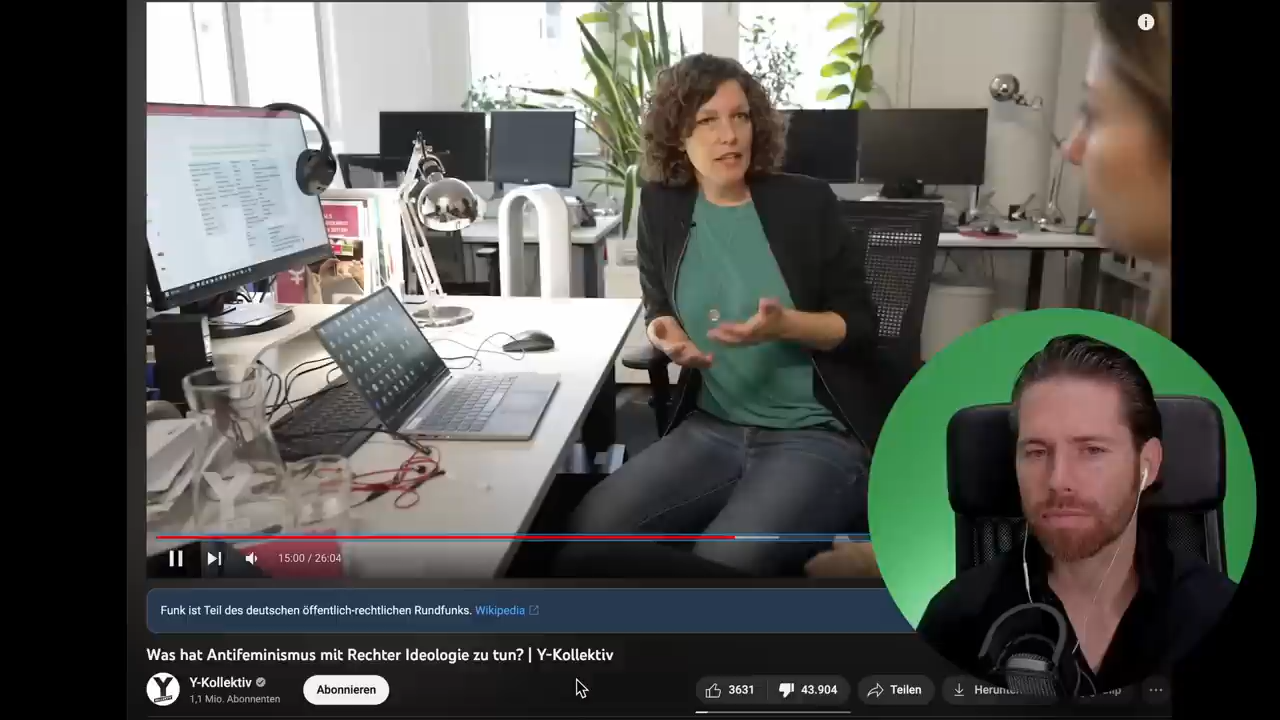 15:00 / 26:04
Funk ist Teil des deutschen öffentlich-rechtlichen Rundfunks. Wikipedia
Was hat Antifeminismus mit Rechter Ideologie zu tun? | Y-Kollektiv
Y-Kollektiv
1,1 Mio. Abonnenten
Abonnieren
3631
43.904
Teilen